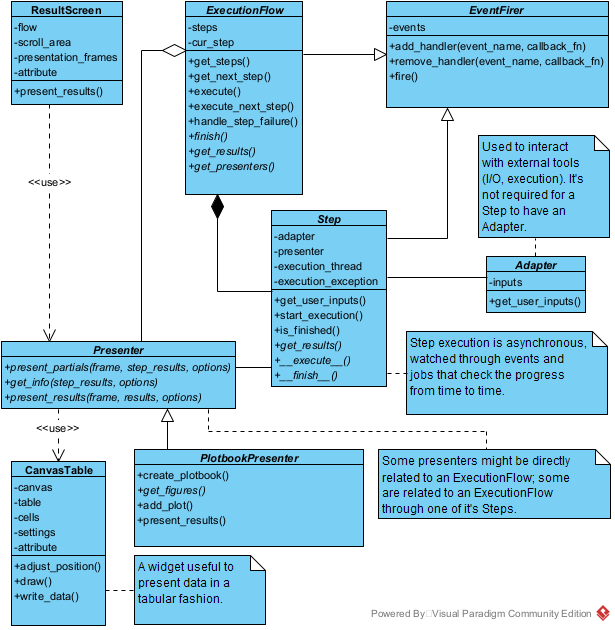 ResultScreen
-flow
-scroll_area
-presentation_frames
-attribute
+present_results()
ExecutionFlow
-steps
-cur_step
+get_steps()
+get_next_step()
+execute()
+execute_next_step()
+handle_step_failure()
+finish()
+get_results()
+get_presenters()
EventFirer
-events
+add_handler(event_name, callback_fn)
+remove_handler(event_name, callback_fn)
+fire()
Used to interact
with external tools
(I/O, execution). It's
not required for a
Step to have an
Adapter.
<<use>>
Step
-adapter
-presenter
-execution_thread
-execution_exception
+get_user_inputs()
+start_execution()
+is_finished()
+get_results()
+__execute__()
+__finish__()
Adapter
-inputs
+get_user_inputs()
Presenter
+present_partials(frame, step_results, options)
+get_info(step_results, options)
+present_results(frame, results, options)
Step execution is asynchronous,
watched through events and
jobs that check the progress
from time to time.
<<use>>
CanvasTable
-canvas
-table
-cells
-settings
-attribute
+adjust_position()
+draw()
+write_data()
PlotbookPresenter
+create_plotbook()
+get_figures()
+add_plot()
+present_results()
Some presenters might be directly
related to an ExecutionFlow; some
are related to an ExecutionFlow
through one of it's Steps.
A widget useful to
present data in a
tabular fashion.
Powered By Visual Paradigm Community Edition